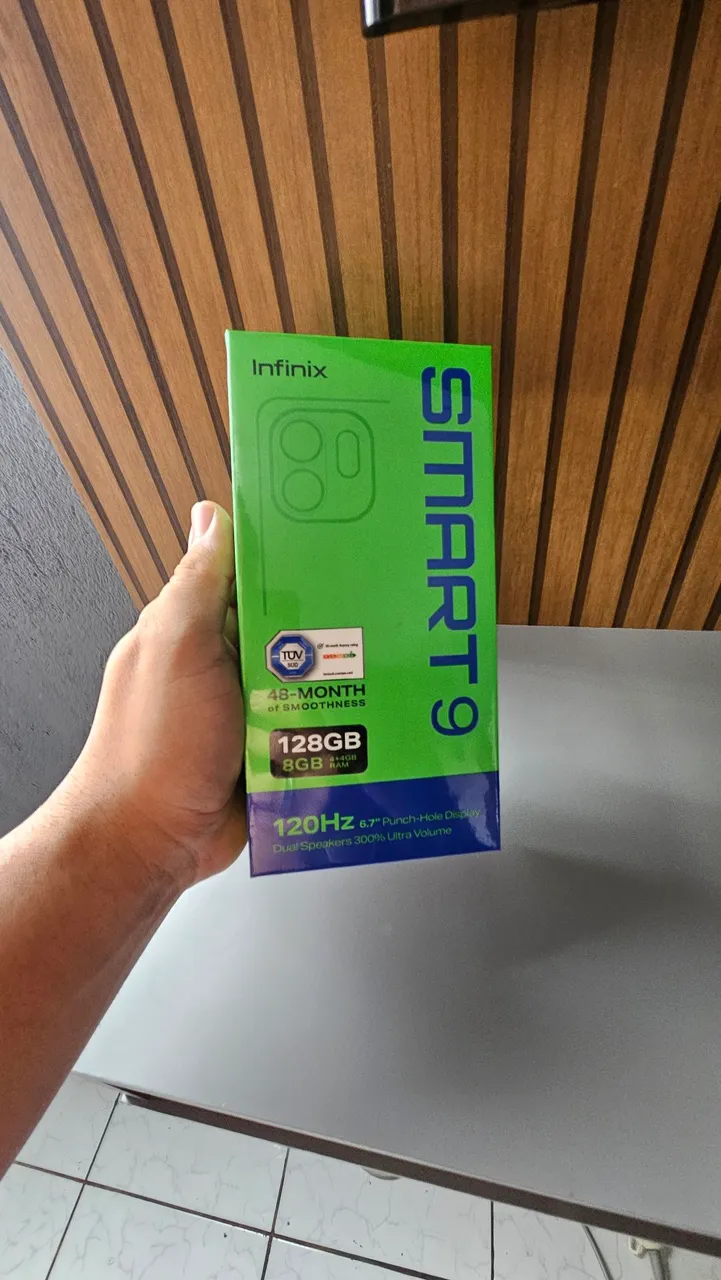 Infinix
SMART 9
TÜV
SÜD
48-MONTH
of SMOOTHNESS
128GB
8GB 4+4GB
RAM
120Hz 6.7" Punch-Hole Display
Dual Speakers 300% Ultra Volume